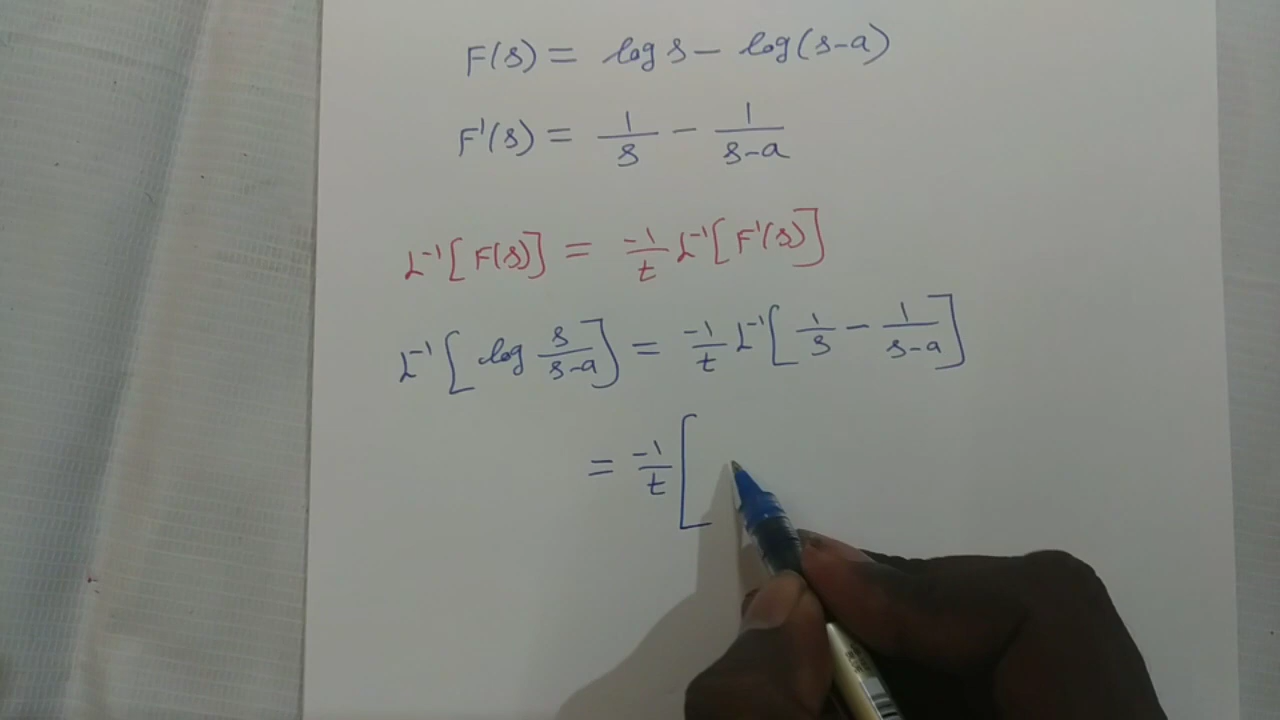 F(s) = log s – log(s-a)
F'(s) = 1/s – 1/(s-a)
L⁻¹[F(s)] = -1/t L⁻¹[F'(s)]
L⁻¹[log s/(s-a)] = -1/t L⁻¹[1/s – 1/(s-a)]
= -1/t [